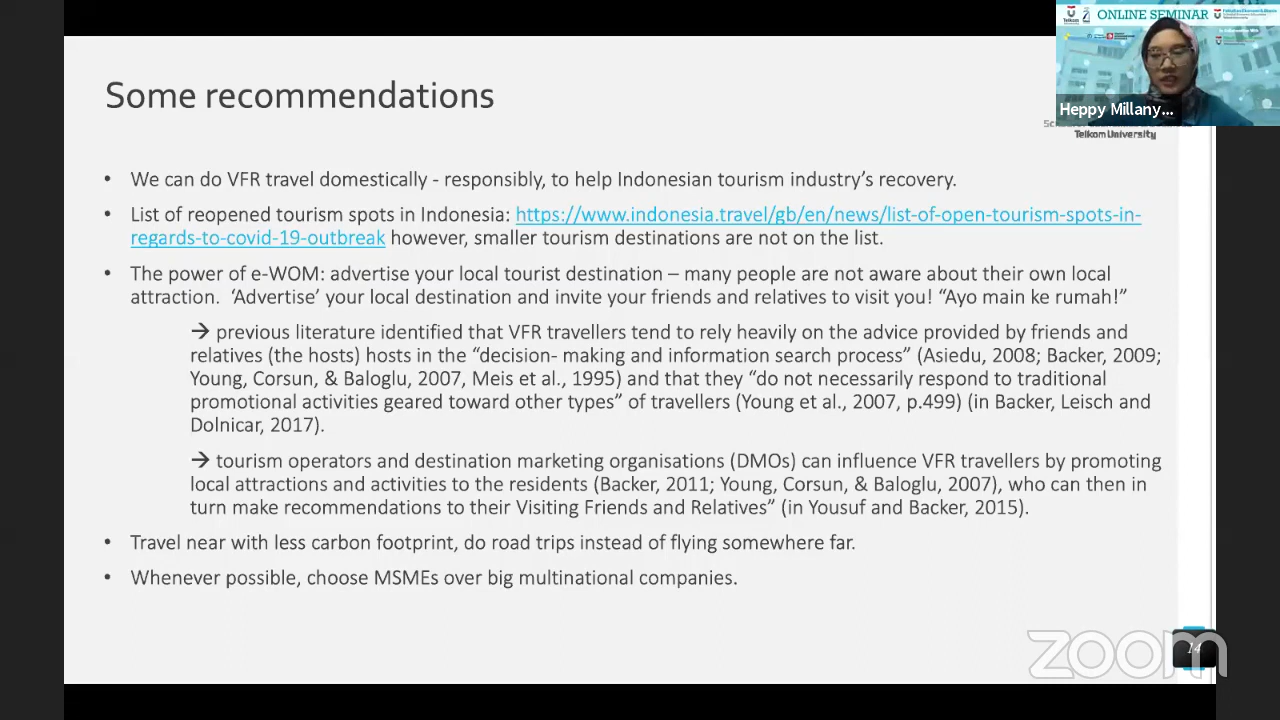 Telkom
ONLINE SEMINAR
Some recommendations
Heppy Millany...
Telkom University
• We can do VFR travel domestically - responsibly, to help Indonesian tourism industry’s recovery.
• List of reopened tourism spots in Indonesia: https://www.indonesia.travel/gb/en/news/list-of-open-tourism-spots-in-
regards-to-covid-19-outbreak however, smaller tourism destinations are not on the list.
• The power of e-WOM: advertise your local tourist destination – many people are not aware about their own local
attraction. ‘Advertise’ your local destination and invite your friends and relatives to visit you! “Ayo main ke rumah!”
→ previous literature identified that VFR travellers tend to rely heavily on the advice provided by friends and
relatives (the hosts) hosts in the “decision- making and information search process” (Asiedu, 2008; Backer, 2009;
Young, Corsun, & Baloglu, 2007, Meis et al., 1995) and that they “do not necessarily respond to traditional
promotional activities geared toward other types” of travellers (Young et al., 2007, p.499) (in Backer, Leisch and
Dolnicar, 2017).
→ tourism operators and destination marketing organisations (DMOs) can influence VFR travellers by promoting
local attractions and activities to the residents (Backer, 2011; Young, Corsun, & Baloglu, 2007), who can then in
turn make recommendations to their Visiting Friends and Relatives” (in Yousuf and Backer, 2015).
• Travel near with less carbon footprint, do road trips instead of flying somewhere far.
• Whenever possible, choose MSMEs over big multinational companies.
zoom
14